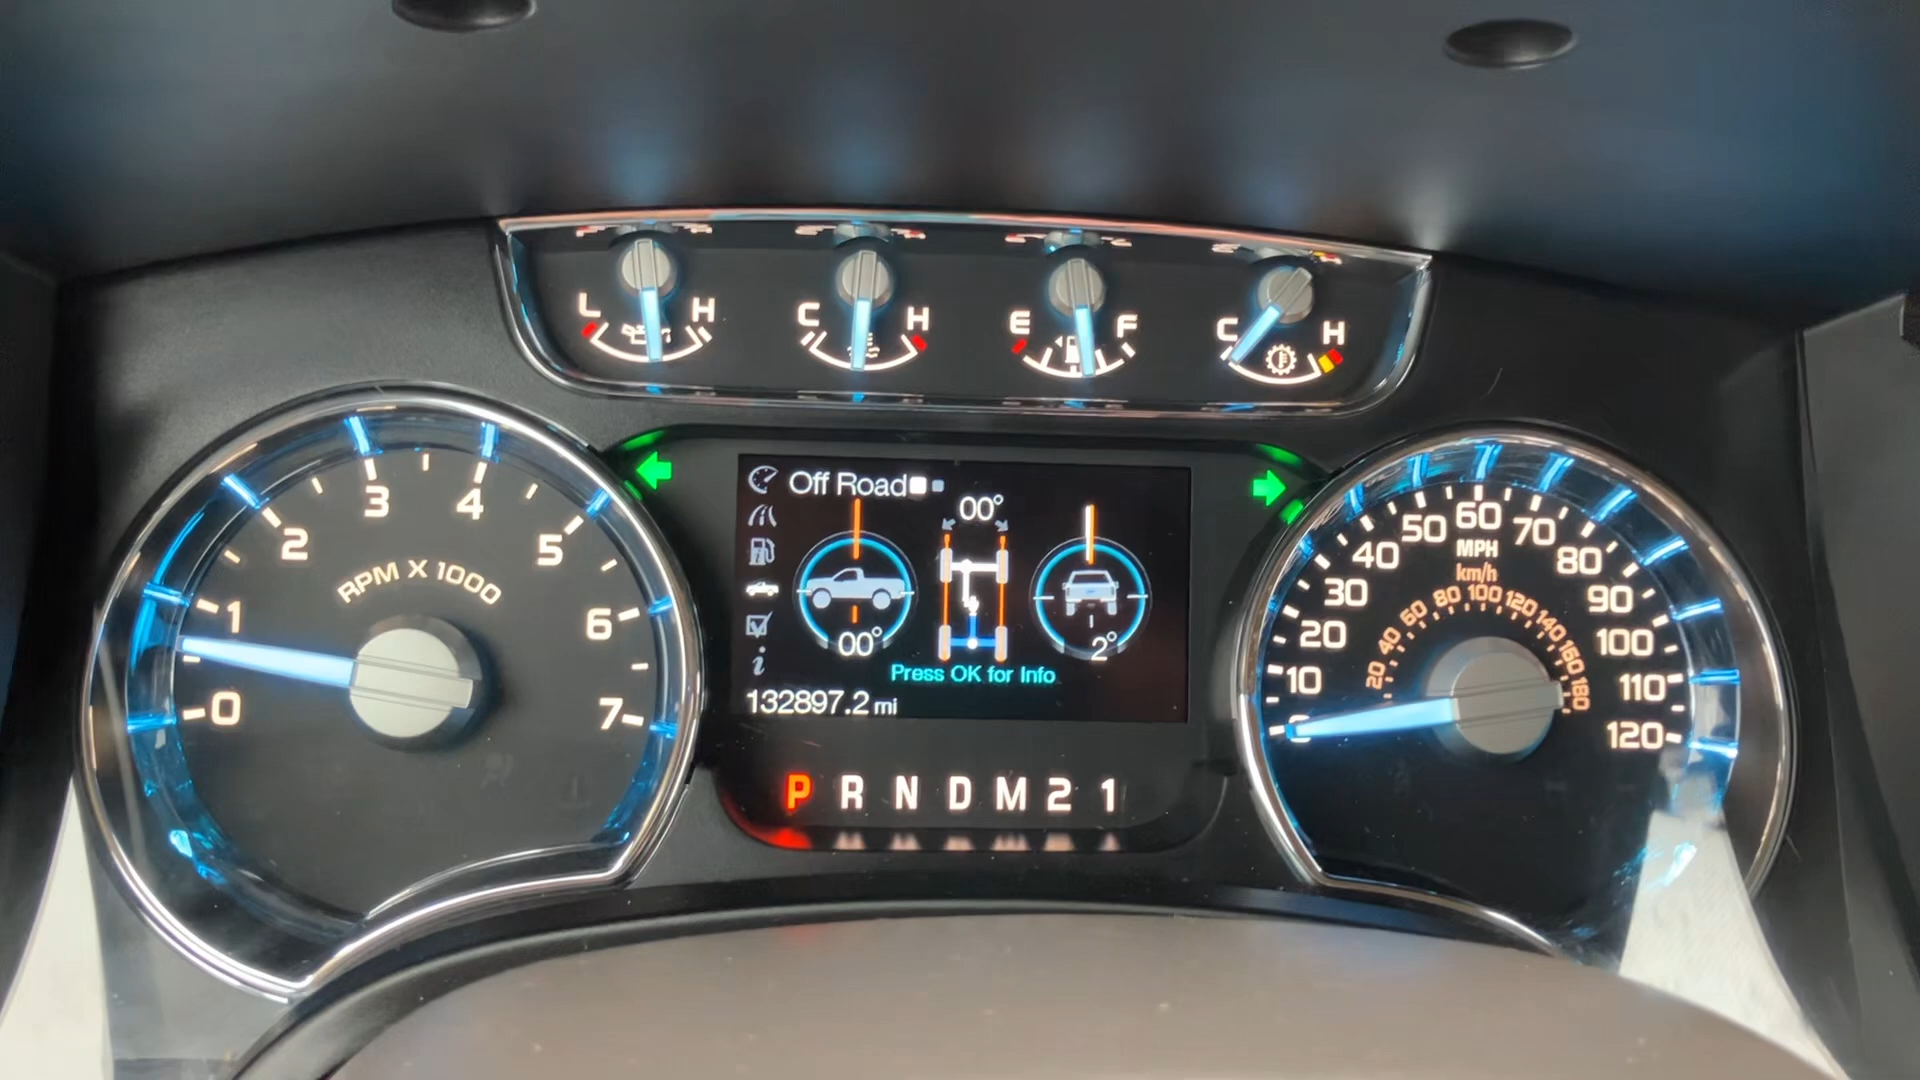 L H
C H
E F
C H
0 1 2 3 4 5 6 7
RPM X 1000
Off Road
00°
00°
2°
Press OK for Info
132897.2 mi
P R N D M 2 1
0 10 20 30 40 50 60 70 80 90 100 110 120
MPH
km/h
20 40 60 80 100 120 140 160 180